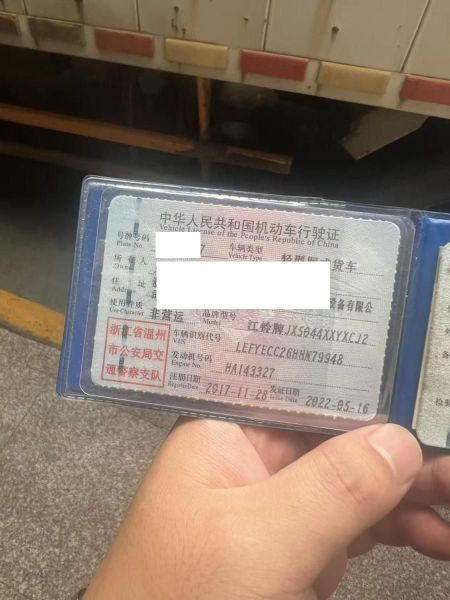 中华人民共和国机动车行驶证
Vehicle License of the People's Republic of China
号牌号码 7 车辆类型 轻型厢式货车
Plate No. Vehicle Type
所有人
Owner
住址 设备有限公
Address
使用性质 非营运 品牌型号 江铃牌JX5044XXYXCJ2
Use Character Model
浙江省温州 车辆识别代号 LEFYECC26HHN79948
市公安局交 VIN
通警察支队 发动机号码 HA143327
Engine No.
注册日期 2017-11-28 发证日期 2022-05-16
Register Date Issue Date